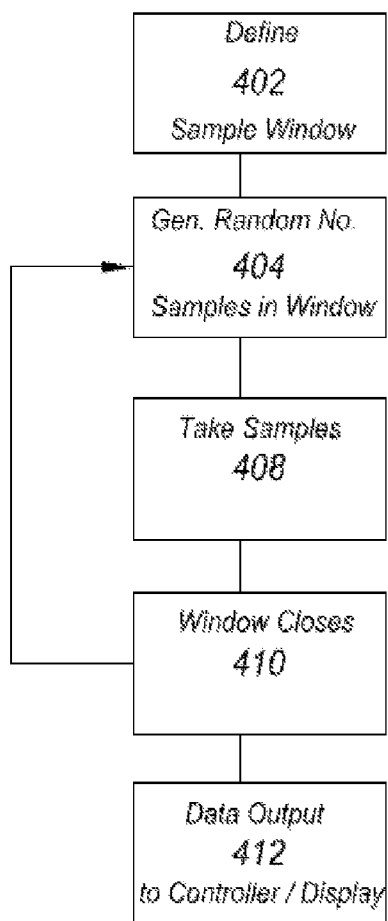 Define
402
Sample Window
Gen. Random No.
404
Samples in Window
Take Samples
408
Window Closes
410
Data Output
412
to Controller / Display